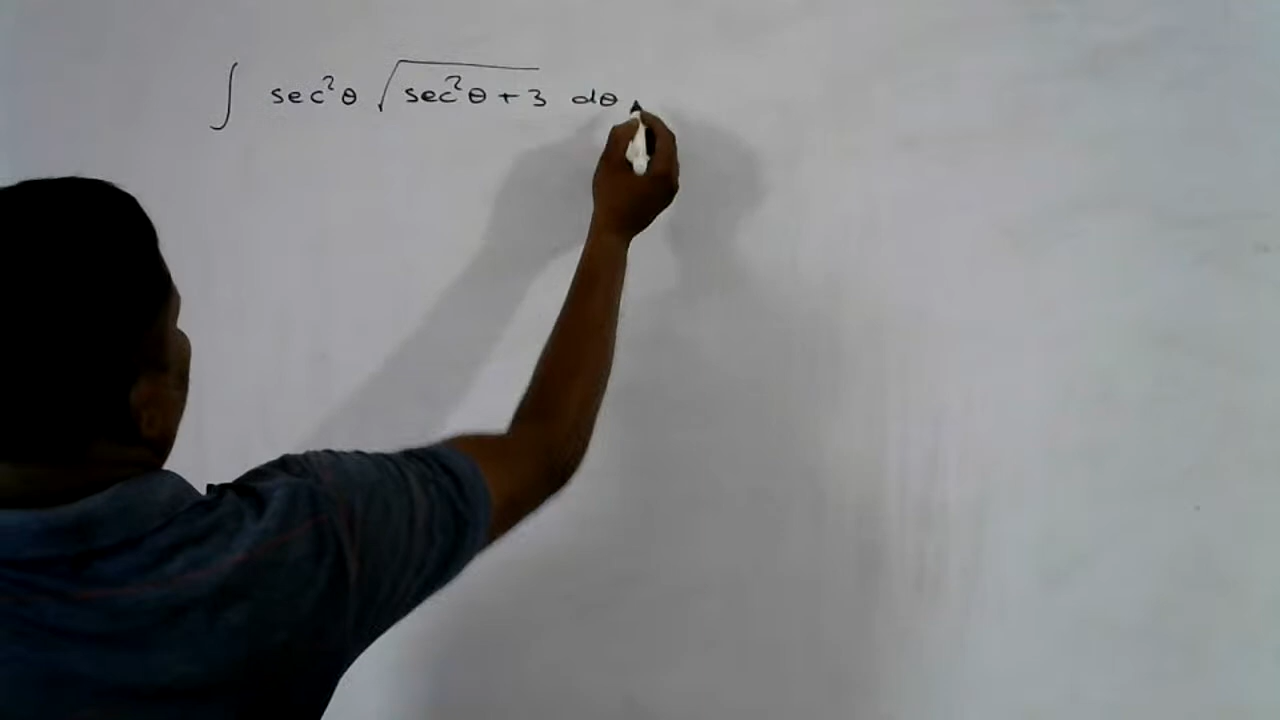 ∫ sec²θ √(sec²θ + 3) dθ